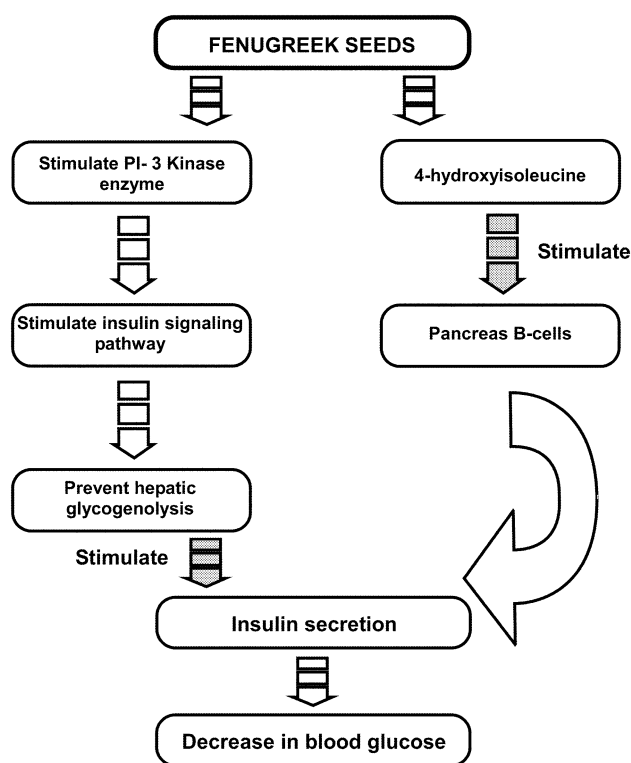 FENUGREEK SEEDS
Stimulate PI- 3 Kinase
enzyme
4-hydroxyisoleucine
Stimulate
Stimulate insulin signaling
pathway
Pancreas B-cells
Prevent hepatic
glycogenolysis
Stimulate
Insulin secretion
Decrease in blood glucose